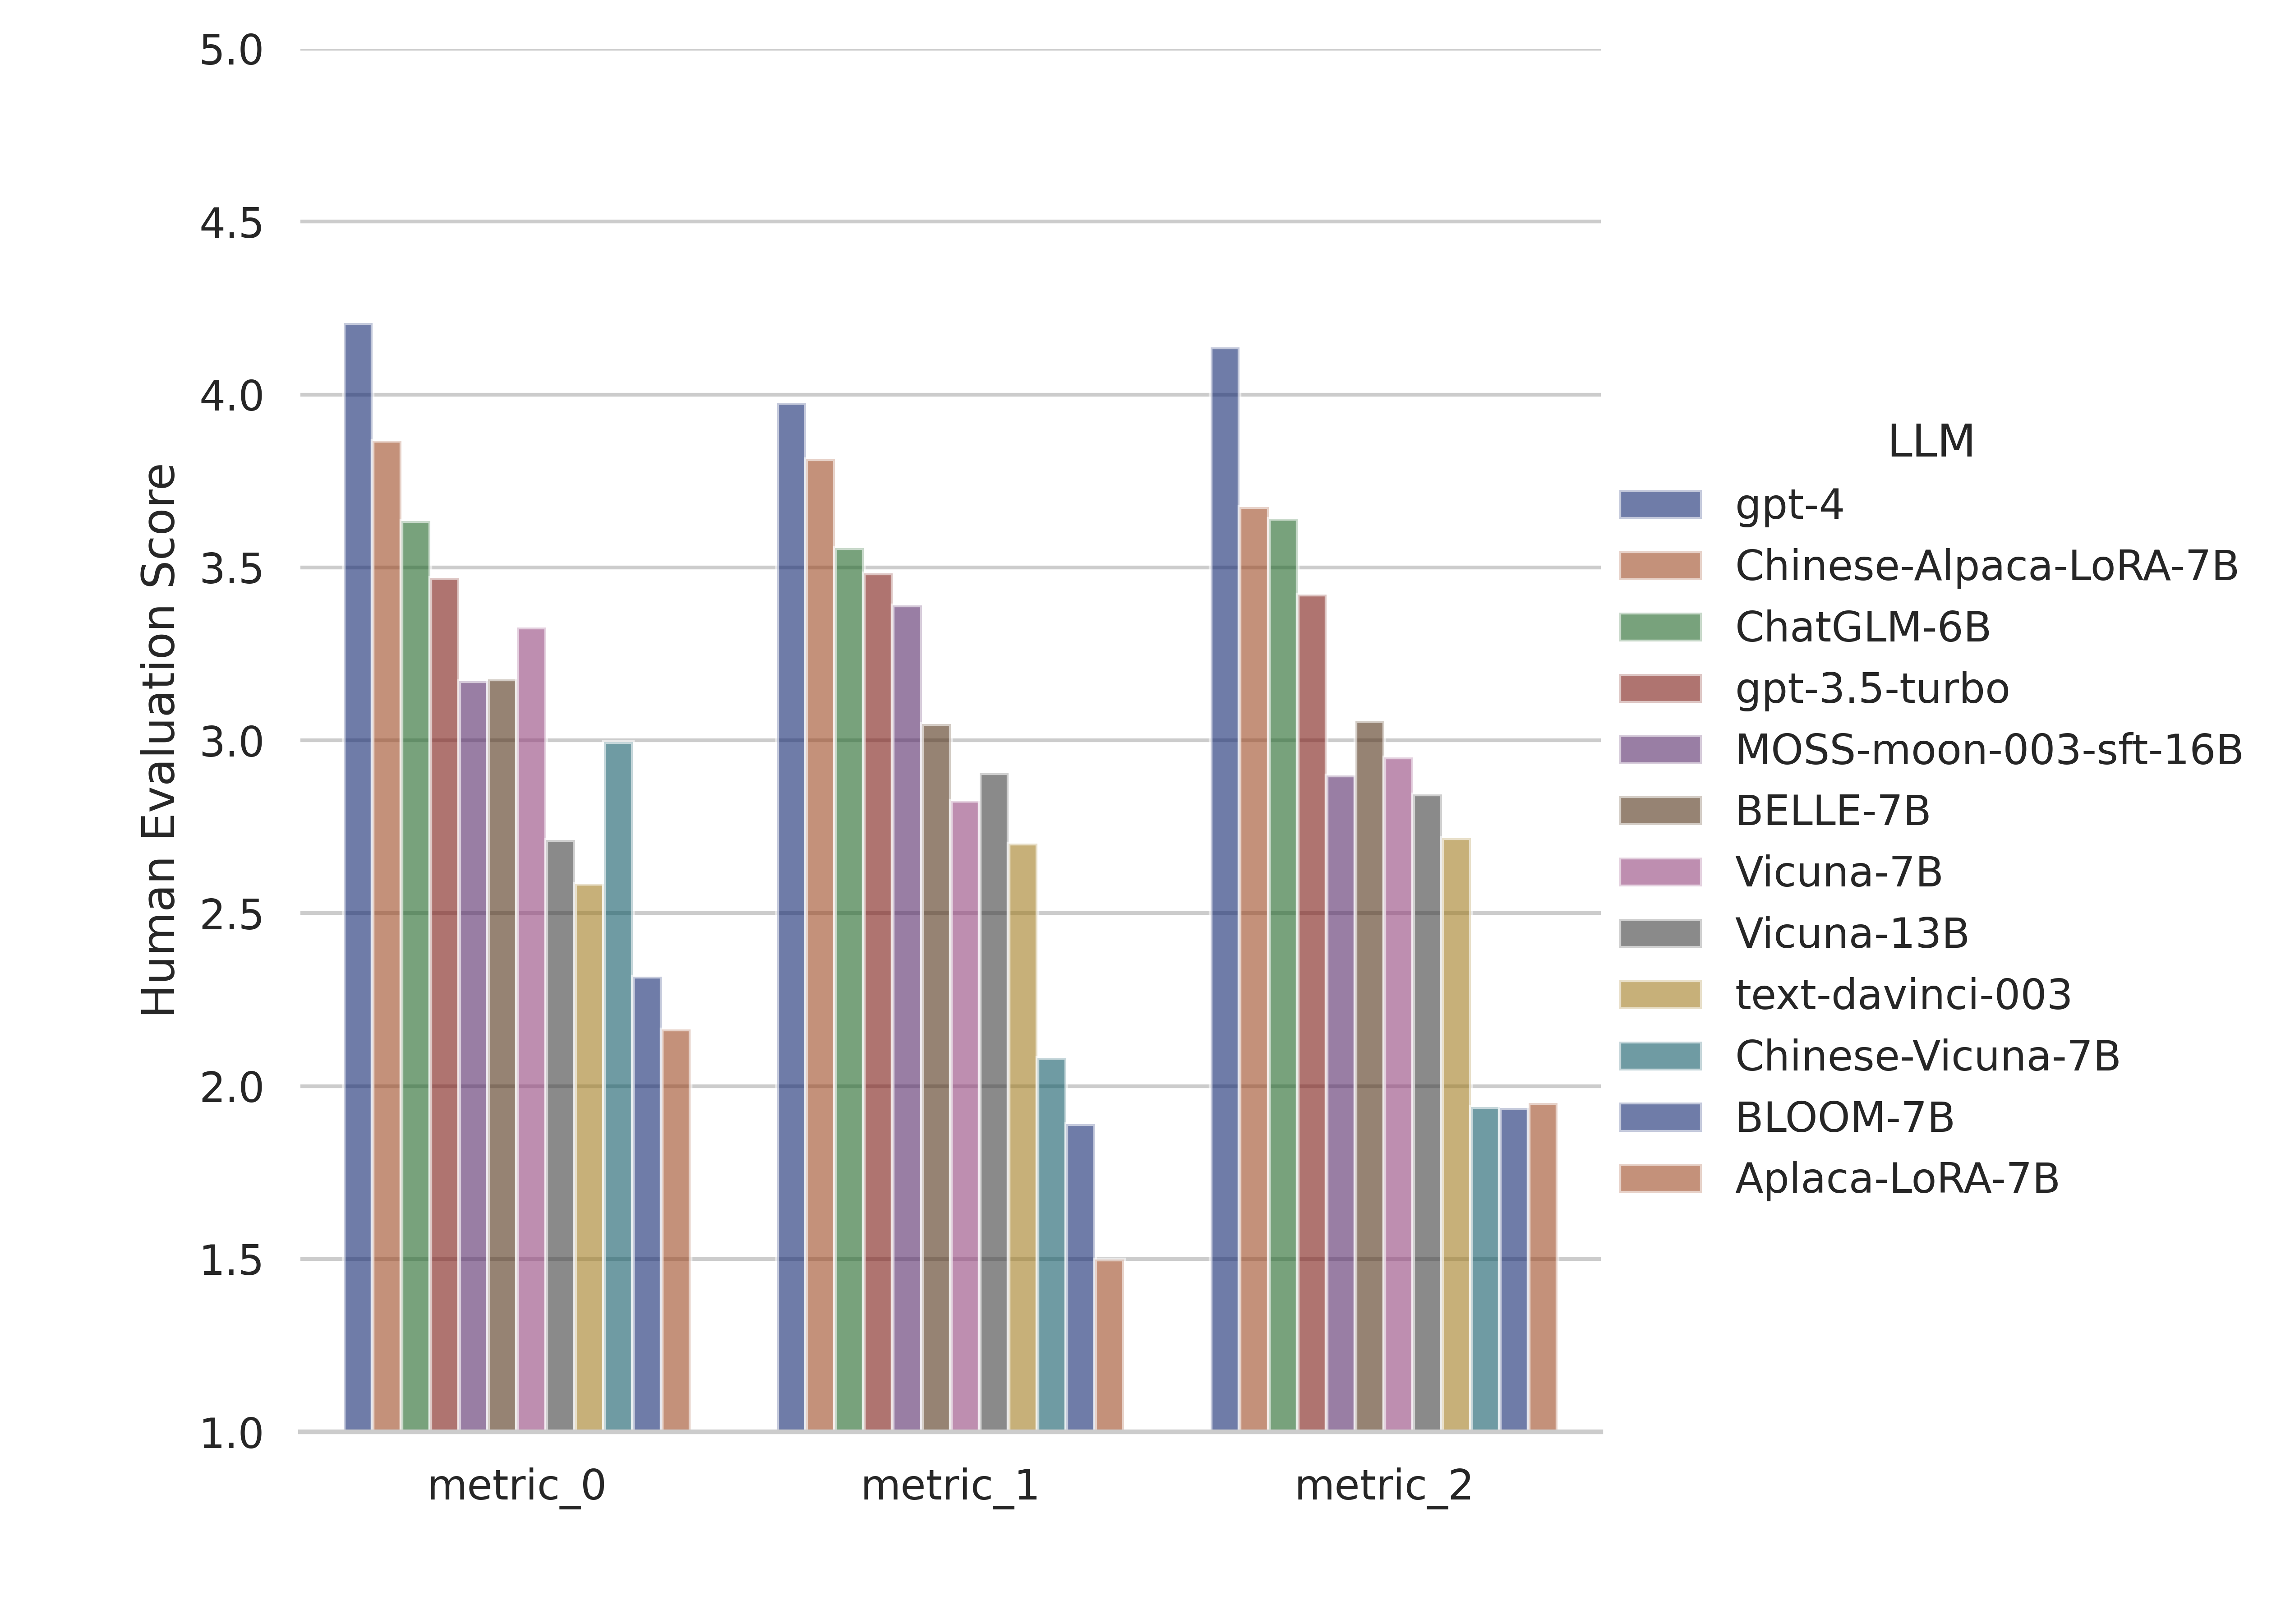 5.0
4.5
4.0
3.5
3.0
2.5
2.0
1.5
1.0
Human Evaluation Score
metric_0
metric_1
metric_2
LLM
gpt-4
Chinese-Alpaca-LoRA-7B
ChatGLM-6B
gpt-3.5-turbo
MOSS-moon-003-sft-16B
BELLE-7B
Vicuna-7B
Vicuna-13B
text-davinci-003
Chinese-Vicuna-7B
BLOOM-7B
Aplaca-LoRA-7B